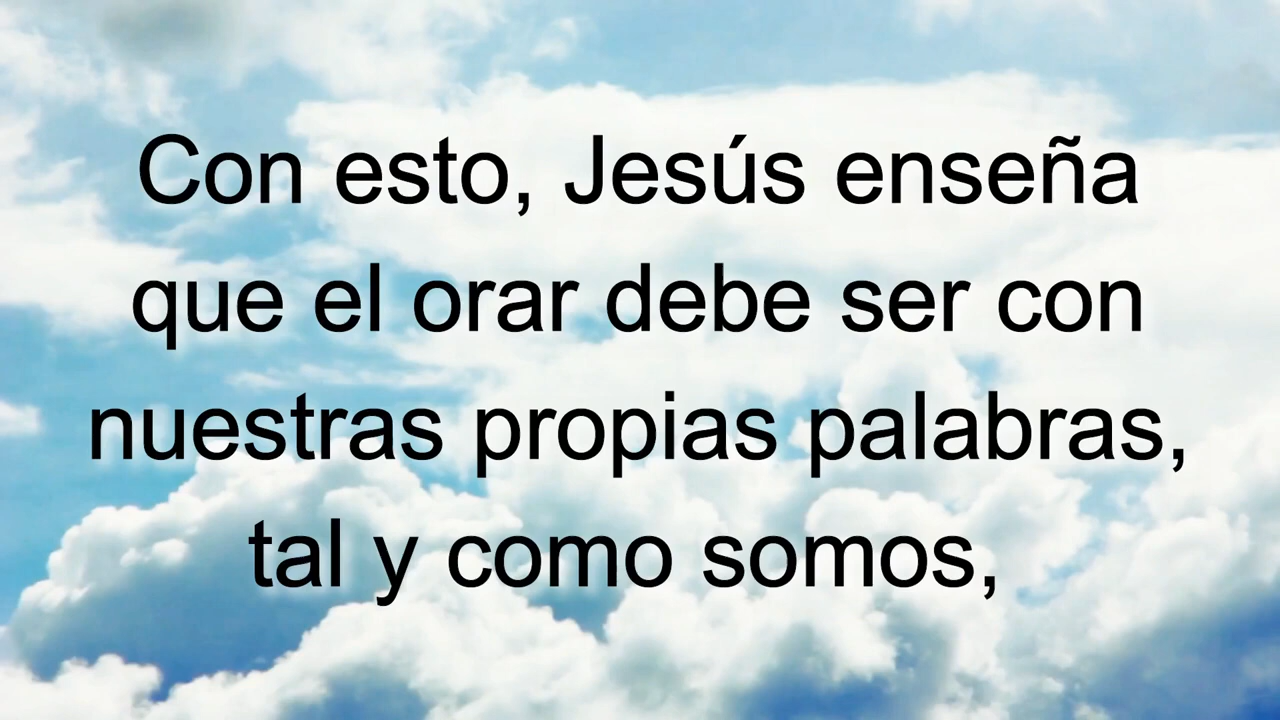 Con esto, Jesús enseña
que el orar debe ser con
nuestras propias palabras,
tal y como somos,